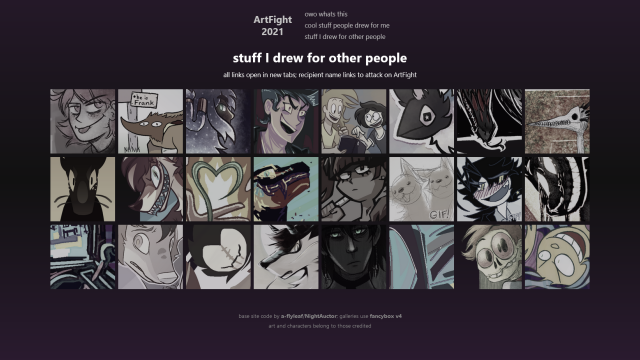 ArtFight
2021
owo whats this
cool stuff people drew for me
stuff I drew for other people
stuff I drew for other people
all links open in new tabs; recipient name links to attack on ArtFight
Frank
GIF!
base site code by a-flyleaf/NightAuctor; galleries use fancybox v4
art and characters belong to those credited